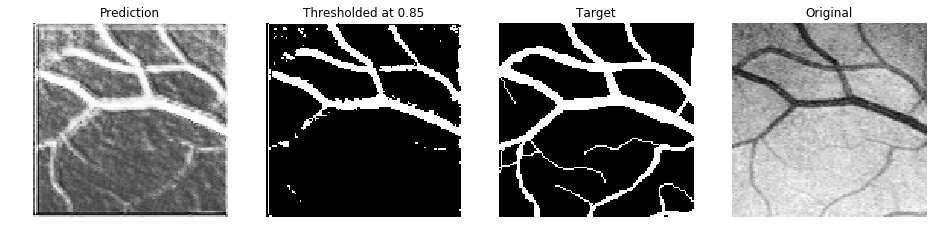 Prediction
Thresholded at 0.85
Target
Original